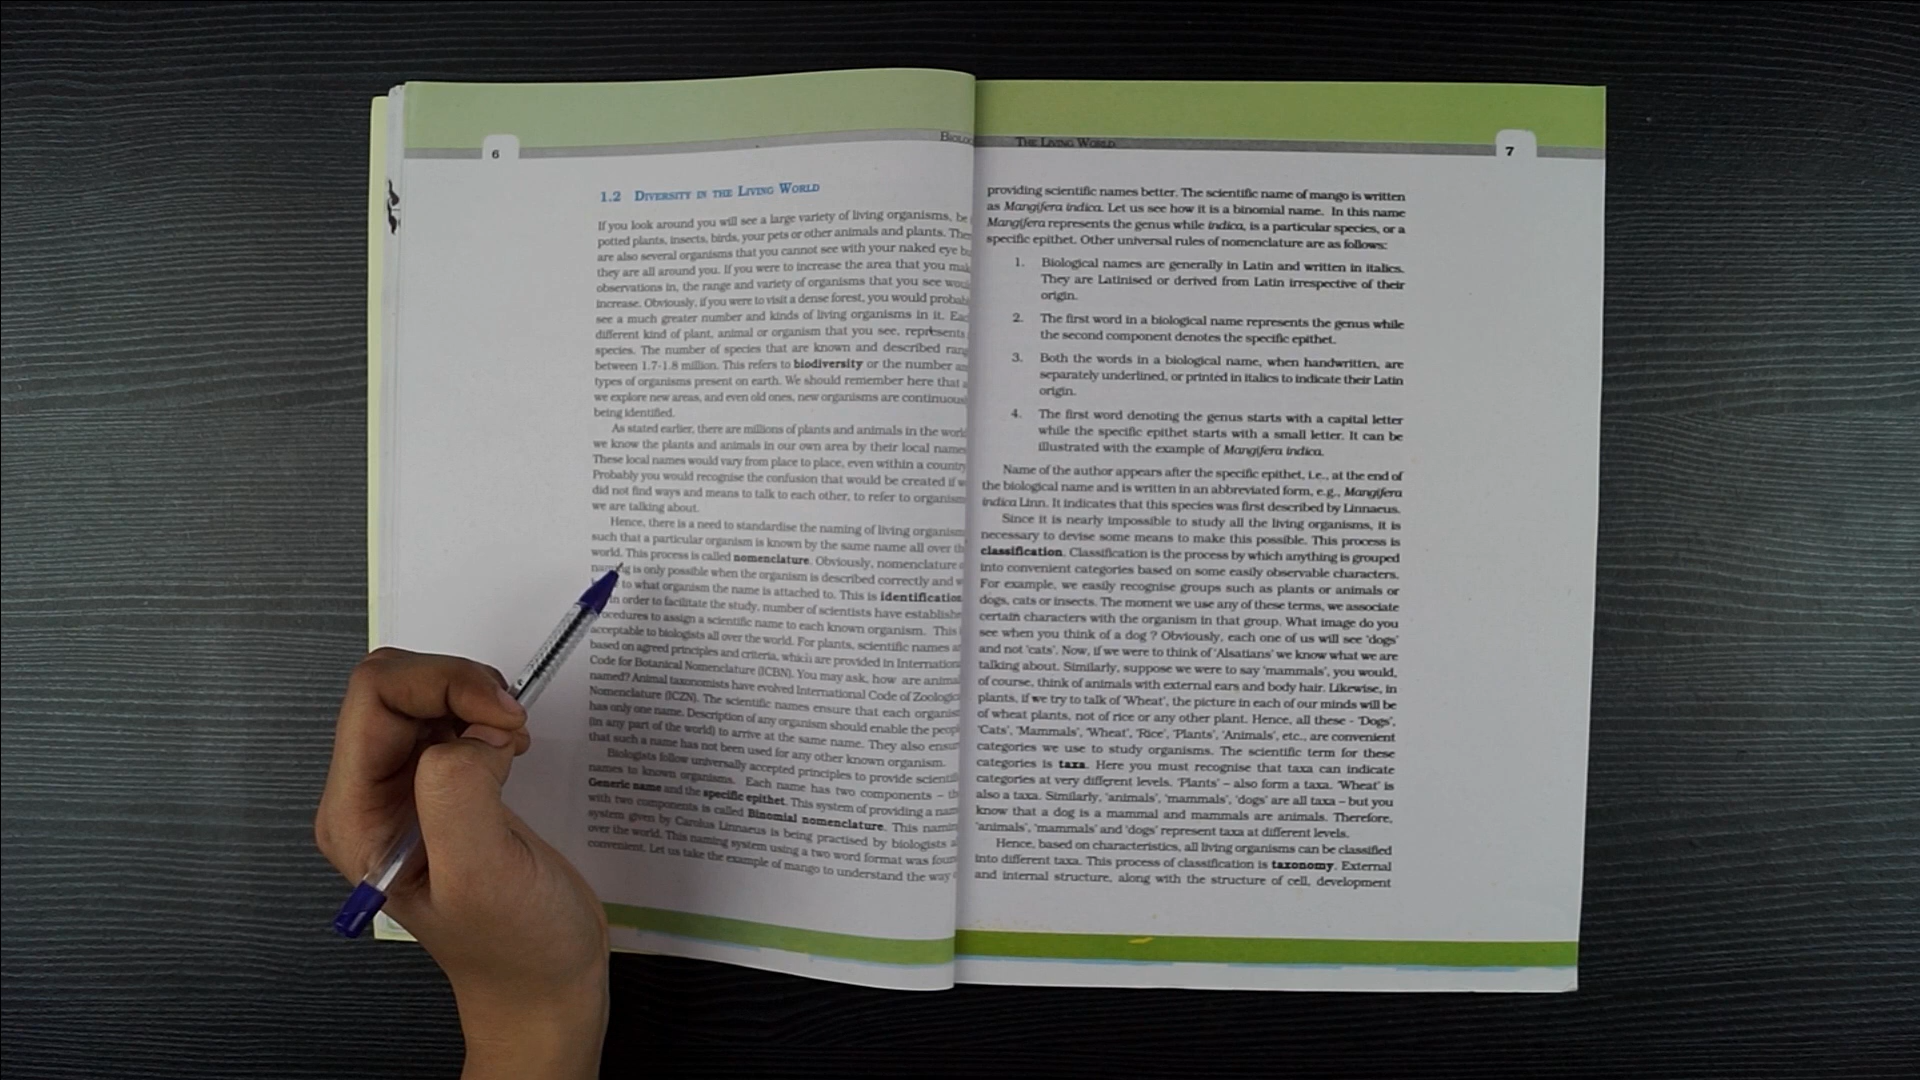 6
1.2 DIVERSITY IN THE LIVING WORLD
If you look around you will see a large variety of living organisms, be
potted plants, insects, birds, your pets or other animals and plants.
are also several organisms that you cannot see with your naked eye
they are all around you. If you were to increase the area that you
observations in, the range and variety of organisms that you see
increase. Obviously, if you were to visit a dense forest, you would
see a much greater number and kinds of living organisms in it.
different kind of plant, animal or organism that you see, represents
species. The number of species that are known and described
between 1.7-1.8 million. This refers to biodiversity or the number
types of organisms present on earth. We should remember here that
we explore new areas, and even old ones, new organisms are
being identified.
As stated earlier, there are millions of plants and animals in the
we know the plants and animals in our own area by their local
These local names would vary from place to place, even within a country
Probably you would recognise the confusion that would be created if
did not find ways and means to talk to each other, to refer to
we are talking about.
Hence, there is a need to standardise the naming of living
such that a particular organism is known by the same name all over
world. This process is called nomenclature. Obviously, nomenclature
is only possible when the organism is described correctly and
to what organism the name is attached to. This is
In order to facilitate the study, number of scientists have
to assign a scientific name to each known organism. This
acceptable to biologists all over the world. For plants, scientific names
based on agreed principles and criteria, which are provided in
Code for Botanical Nomenclature (ICBN). You may ask, how are
named? Animal taxonomists have evolved International Code of
Nomenclature (ICZN). The scientific names ensure that each
has only one name. Description of any organism should enable the
(in any part of the world) to arrive at the same name. They also
that such a name has not been used for any other known organism.
Biologists follow universally accepted principles to provide
names to known organisms. Each name has two components –
Generic name and the specific epithet. This system of providing a
with two components is called Binomial nomenclature. This
system given by Carolus Linnaeus is being practised by biologists
over the world. This naming system using a two word format was
convenient. Let us take the example of mango to understand the way
THE LIVING WORLD
7
providing scientific names better. The scientific name of mango is written
as Mangifera indica. Let us see how it is a binomial name. In this name
Mangifera represents the genus while indica, is a particular species, or a
specific epithet. Other universal rules of nomenclature are as follows:
1. Biological names are generally in Latin and written in italics.
They are Latinised or derived from Latin irrespective of their
origin.
2. The first word in a biological name represents the genus while
the second component denotes the specific epithet.
3. Both the words in a biological name, when handwritten, are
separately underlined, or printed in italics to indicate their Latin
origin.
4. The first word denoting the genus starts with a capital letter
while the specific epithet starts with a small letter. It can be
illustrated with the example of Mangifera indica.
Name of the author appears after the specific epithet, i.e., at the end of
the biological name and is written in an abbreviated form, e.g., Mangifera
indica Linn. It indicates that this species was first described by Linnaeus.
Since it is nearly impossible to study all the living organisms, it is
necessary to devise some means to make this possible. This process is
classification. Classification is the process by which anything is grouped
into convenient categories based on some easily observable characters.
For example, we easily recognise groups such as plants or animals or
dogs, cats or insects. The moment we use any of these terms, we associate
certain characters with the organism in that group. What image do you
see when you think of a dog ? Obviously, each one of us will see 'dogs'
and not 'cats'. Now, if we were to think of 'Alsatians' we know what we are
talking about. Similarly, suppose we were to say 'mammals', you would,
of course, think of animals with external ears and body hair. Likewise, in
plants, if we try to talk of 'Wheat', the picture in each of our minds will be
of wheat plants, not of rice or any other plant. Hence, all these - 'Dogs',
'Cats', 'Mammals', 'Wheat', 'Rice', 'Plants', 'Animals', etc., are convenient
categories we use to study organisms. The scientific term for these
categories is taxa. Here you must recognise that taxa can indicate
categories at very different levels. 'Plants' – also form a taxa. 'Wheat' is
also a taxa. Similarly, 'animals', 'mammals', 'dogs' are all taxa – but you
know that a dog is a mammal and mammals are animals. Therefore,
'animals', 'mammals' and 'dogs' represent taxa at different levels.
Hence, based on characteristics, all living organisms can be classified
into different taxa. This process of classification is taxonomy. External
and internal structure, along with the structure of cell, development